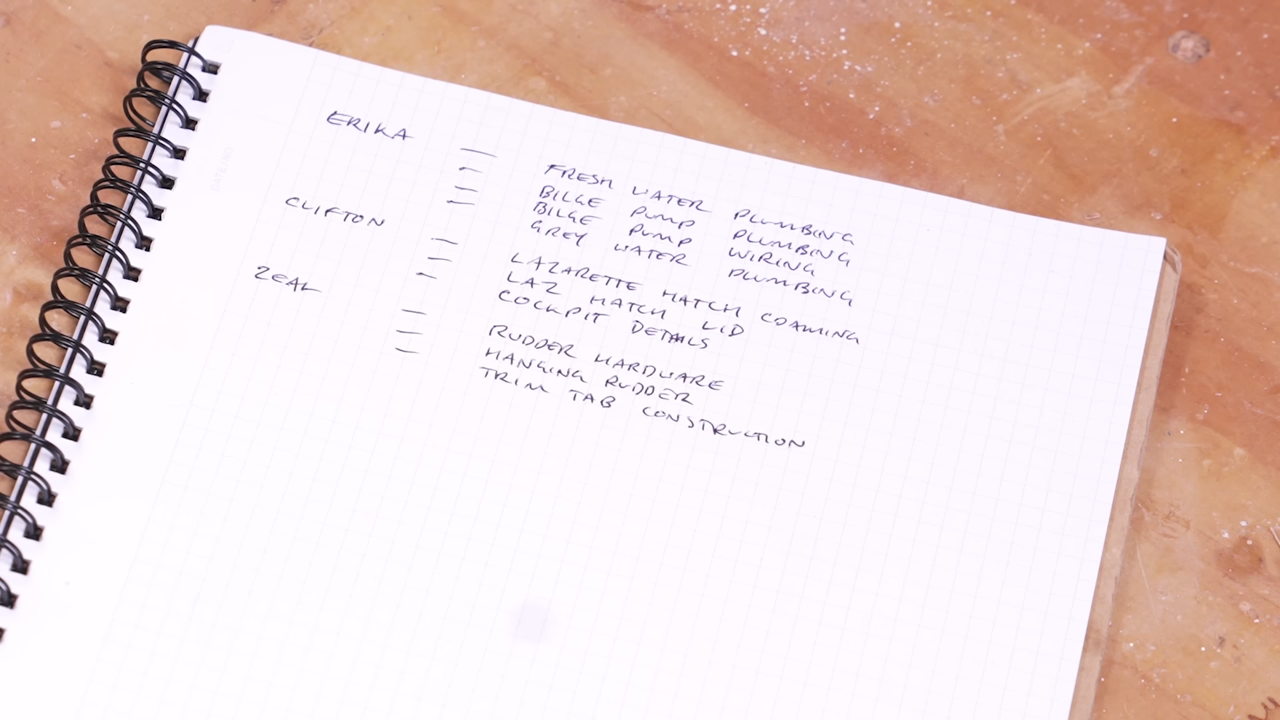 ERIKA
— FRESH WATER PLUMBING
— BILGE PUMP PLUMBING
— BILGE PUMP WIRING
— GREY WATER PLUMBING
CLIFTON
— LAZARETTE HATCH COAMING
— LAZ HATCH LID
— COCKPIT DETAILS
ZEAL
— RUDDER HARDWARE
— HANGING RUDDER
— TRIM TAB CONSTRUCTION